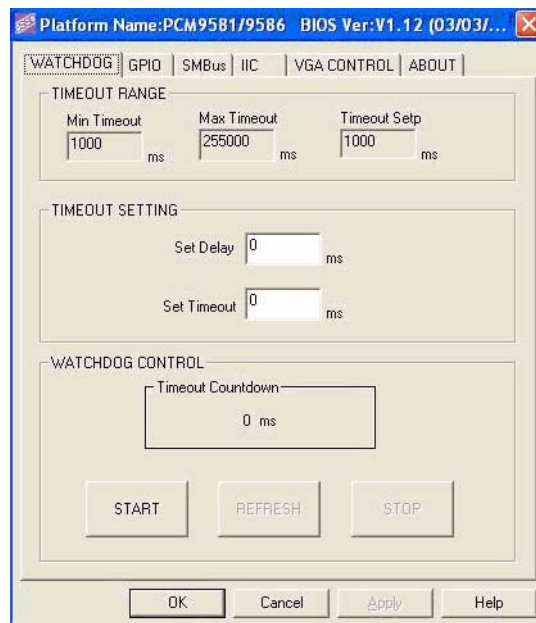 Platform Name:PCM9581/9586 BIOS Ver:V1.12 (03/03/...
WATCHDOG GPIO SMBus IIC VGA CONTROL ABOUT
TIMEOUT RANGE
Min Timeout Max Timeout Timeout Setp
1000 ms 255000 ms 1000 ms
TIMEOUT SETTING
Set Delay 0 ms
Set Timeout 0 ms
WATCHDOG CONTROL
Timeout Countdown
0 ms
START REFRESH STOP
OK Cancel Apply Help